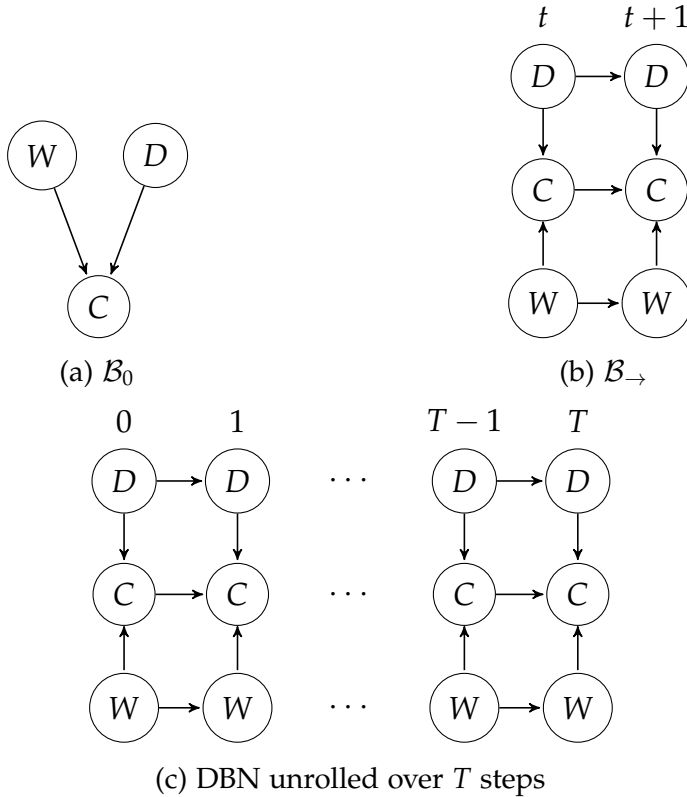 t t + 1
D D
W D
C C
C
W W
(a) 𝓑₀
(b) 𝓑→
0 1 T − 1 T
D D ··· D D
C C ··· C C
W W ··· W W
(c) DBN unrolled over T steps